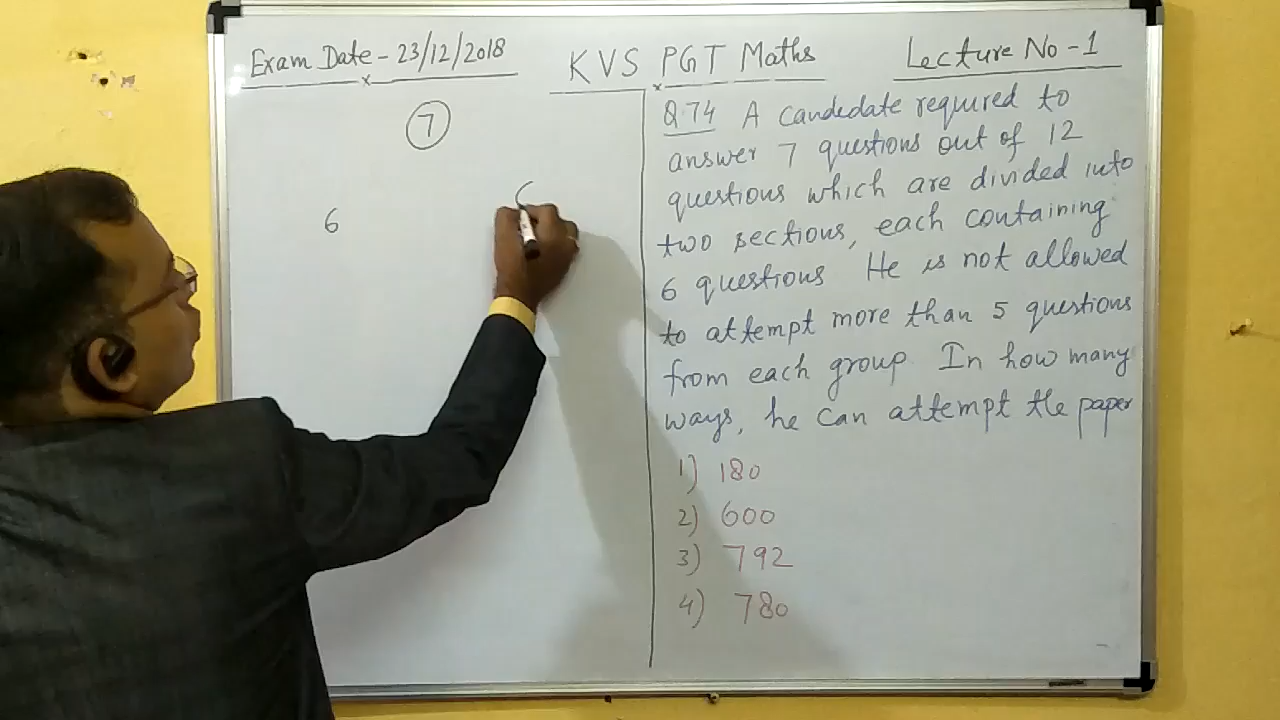 Exam Date - 23/12/2018
KVS PGT Maths
Lecture No - 1
7
6
6
Q.74 A candedate required to
answer 7 questions out of 12
questions which are divided into
two sections, each containing
6 questions He is not allowed
to attempt more than 5 questions
from each group. In how many
ways, he can attempt the paper
1) 180
2) 600
3) 792
4) 780